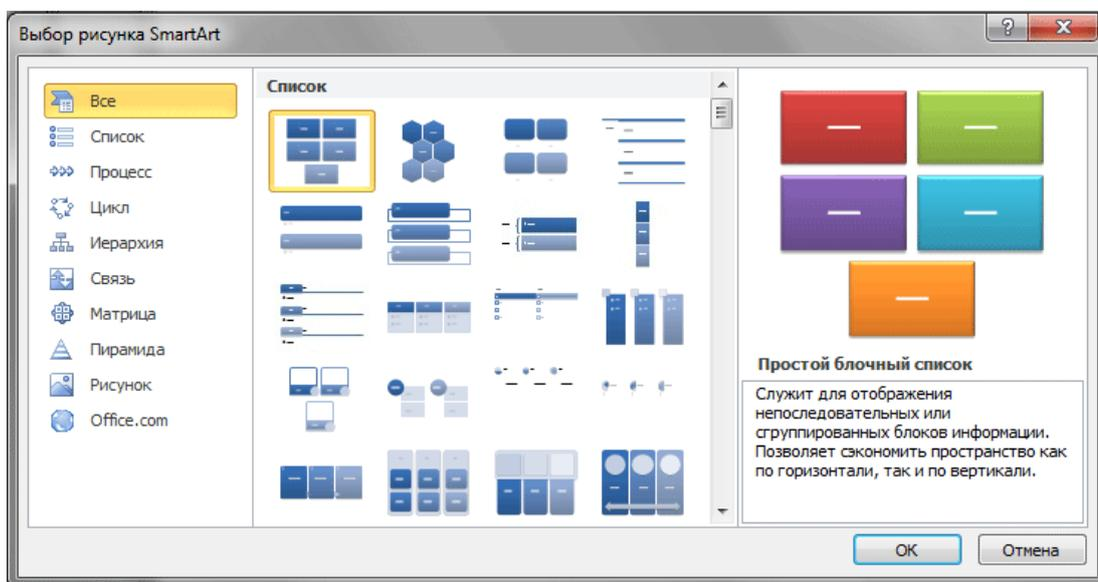 Выбор рисунка SmartArt
Все
Список
Процесс
Цикл
Иерархия
Связь
Матрица
Пирамида
Рисунок
Office.com
Список
Простой блочный список
Служит для отображения
непоследовательных или
сгруппированных блоков информации.
Позволяет сэкономить пространство как
по горизонтали, так и по вертикали.
ОК
Отмена